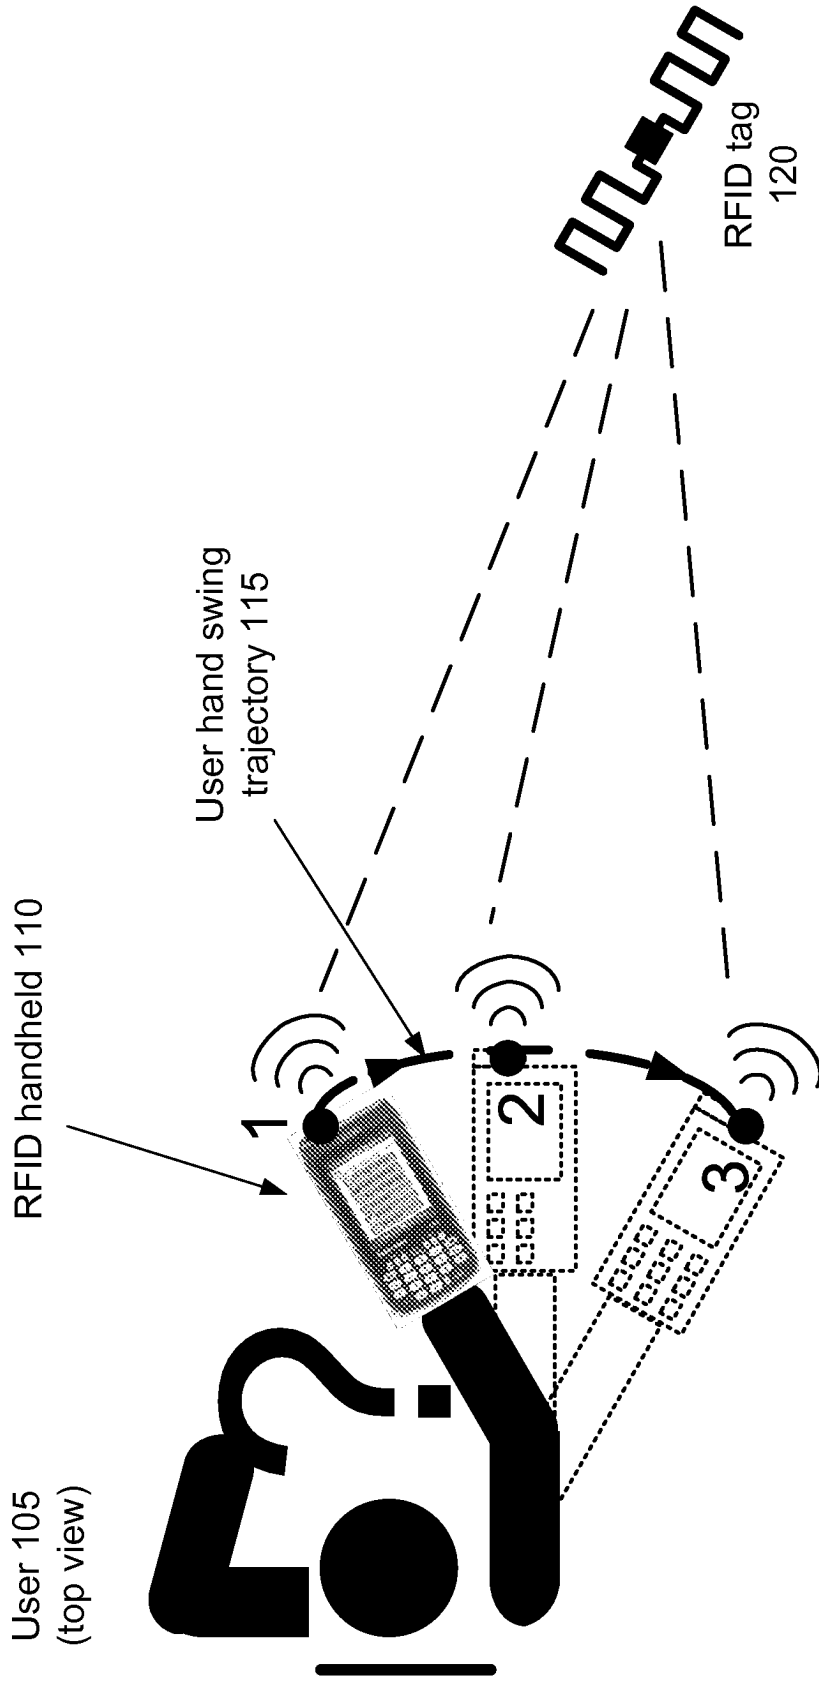 User 105
(top view)
RFID handheld 110
User hand swing
trajectory 115
RFID tag
120
1
2
3
?